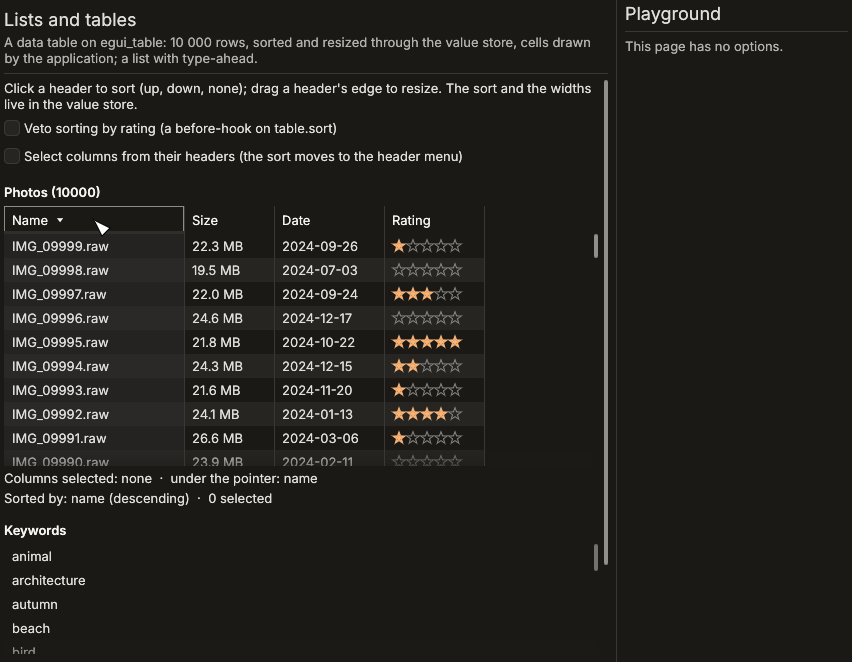 Lists and tables
A data table on egui_table: 10 000 rows, sorted and resized through the value store, cells drawn
by the application; a list with type-ahead.
Click a header to sort (up, down, none); drag a header's edge to resize. The sort and the widths
live in the value store.
Veto sorting by rating (a before-hook on table.sort)
Select columns from their headers (the sort moves to the header menu)
Photos (10000)
Name Size Date Rating
IMG_09999.raw 22.3 MB 2024-09-26
IMG_09998.raw 19.5 MB 2024-07-03
IMG_09997.raw 22.0 MB 2024-09-24
IMG_09996.raw 24.6 MB 2024-12-17
IMG_09995.raw 21.8 MB 2024-10-22
IMG_09994.raw 24.3 MB 2024-12-15
IMG_09993.raw 21.6 MB 2024-11-20
IMG_09992.raw 24.1 MB 2024-01-13
IMG_09991.raw 26.6 MB 2024-03-06
IMG_09990.raw 23.9 MB 2024-02-11
Columns selected: none · under the pointer: name
Sorted by: name (descending) · 0 selected
Keywords
animal
architecture
autumn
beach
bird
Playground
This page has no options.